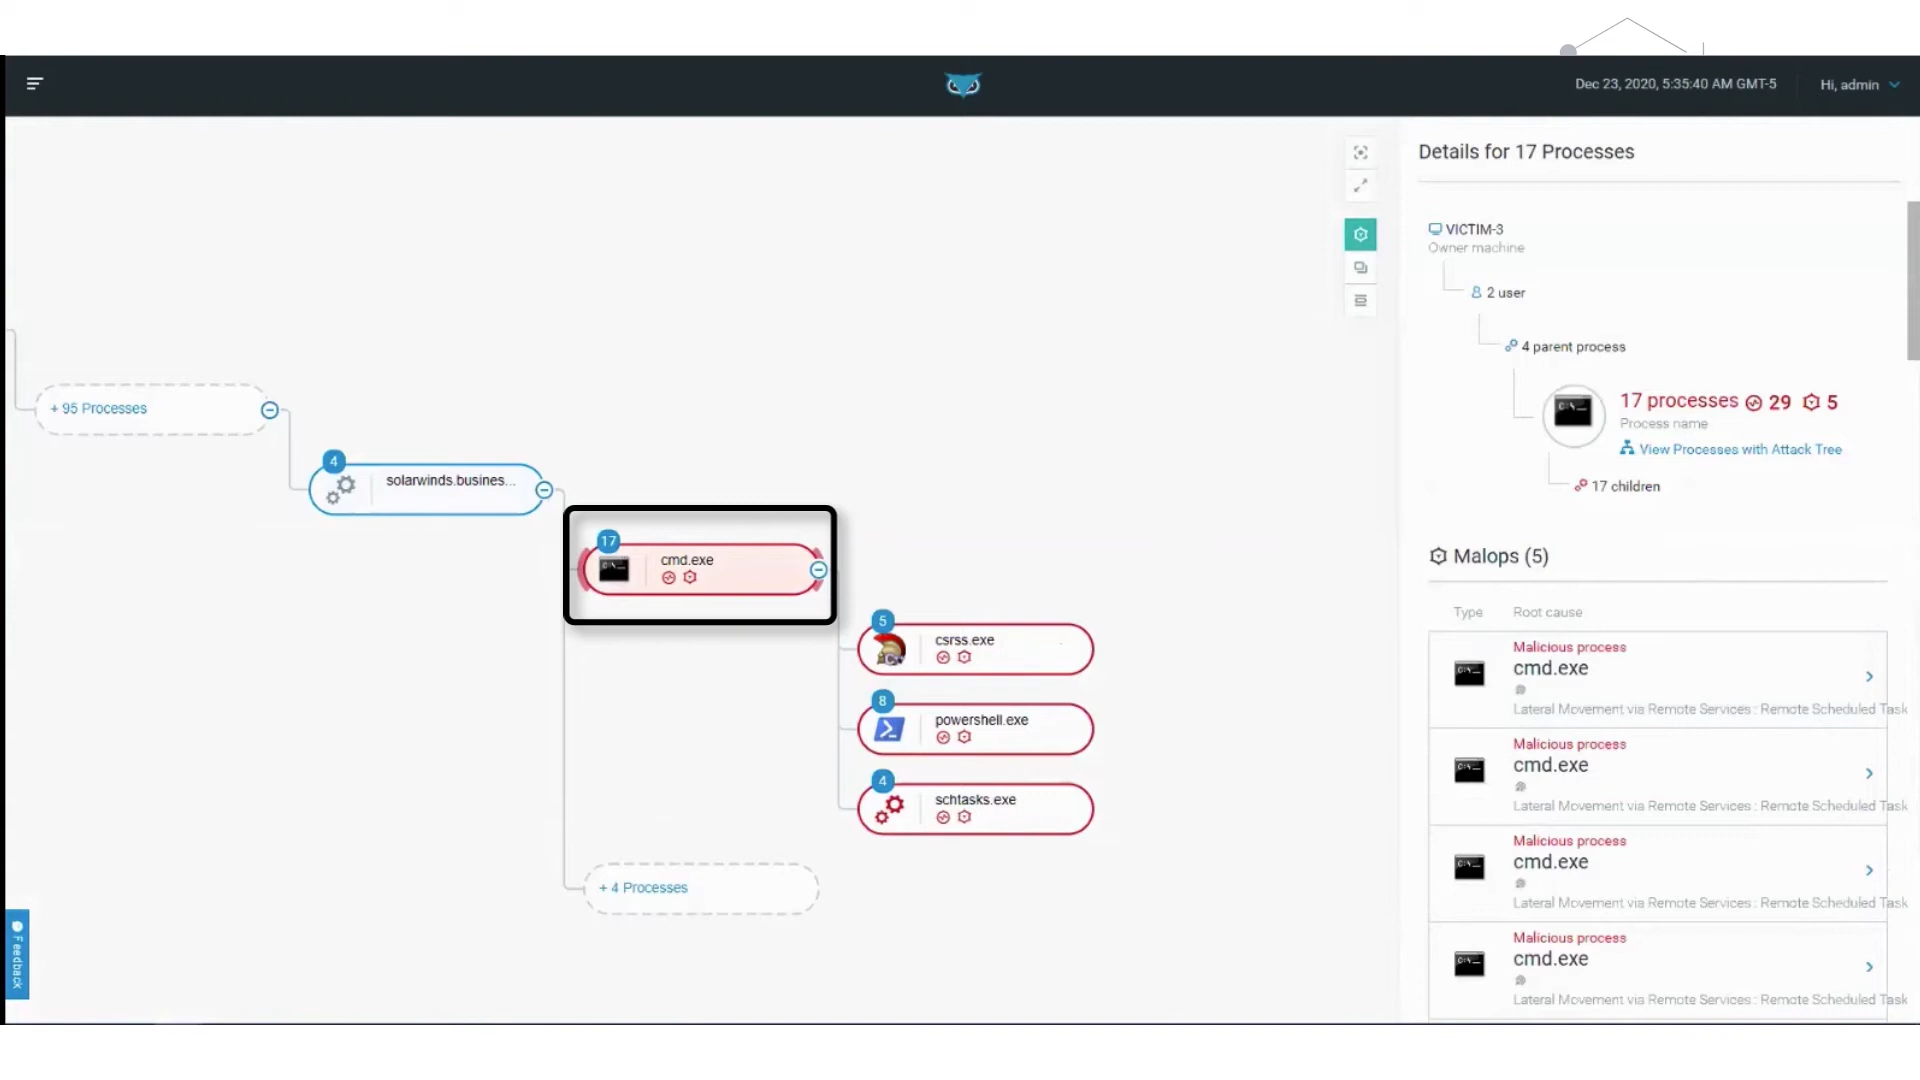 Dec 23, 2020, 5:35:40 AM GMT-5
Hi, admin
+ 95 Processes
4
solarwinds.busines...
17
cmd.exe
5
csrss.exe
8
powershell.exe
4
schtasks.exe
+ 4 Processes
Feedback
Details for 17 Processes
VICTIM-3
Owner machine
2 user
4 parent process
17 processes 29 5
Process name
View Processes with Attack Tree
17 children
Malops (5)
Type Root cause
Malicious process
cmd.exe
Lateral Movement via Remote Services : Remote Scheduled Task
Malicious process
cmd.exe
Lateral Movement via Remote Services : Remote Scheduled Task
Malicious process
cmd.exe
Lateral Movement via Remote Services : Remote Scheduled Task
Malicious process
cmd.exe
Lateral Movement via Remote Services : Remote Scheduled Task